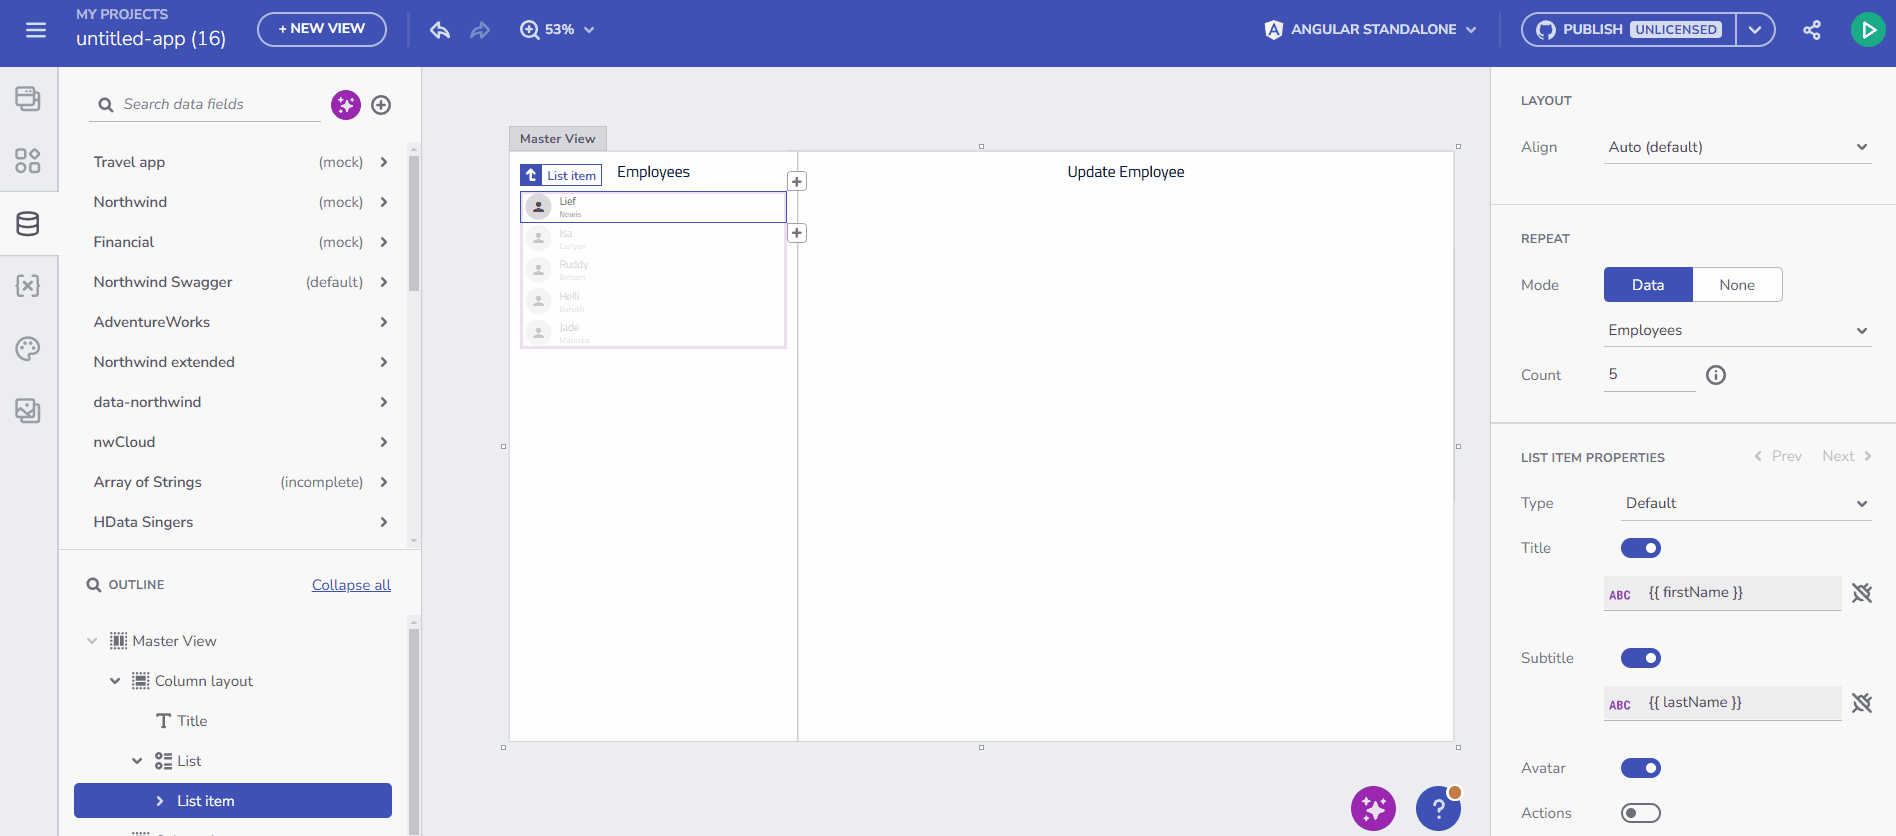 MY PROJECTS
untitled-app (16)
+ NEW VIEW
53%
ANGULAR STANDALONE
PUBLISH UNLICENSED
Search data fields
Travel app (mock)
Northwind (mock)
Financial (mock)
Northwind Swagger (default)
AdventureWorks
Northwind extended
data-northwind
nwCloud
Array of Strings (incomplete)
HData Singers
OUTLINE Collapse all
Master View
Column layout
Title
List
List item
Master View
List item Employees
Lief
Newis
Isa
Ruddy
Helli
Jade
Update Employee
LAYOUT
Align Auto (default)
REPEAT
Mode Data None
Employees
Count 5
LIST ITEM PROPERTIES Prev Next
Type Default
Title
ABC {{ firstName }}
Subtitle
ABC {{ lastName }}
Avatar
Actions